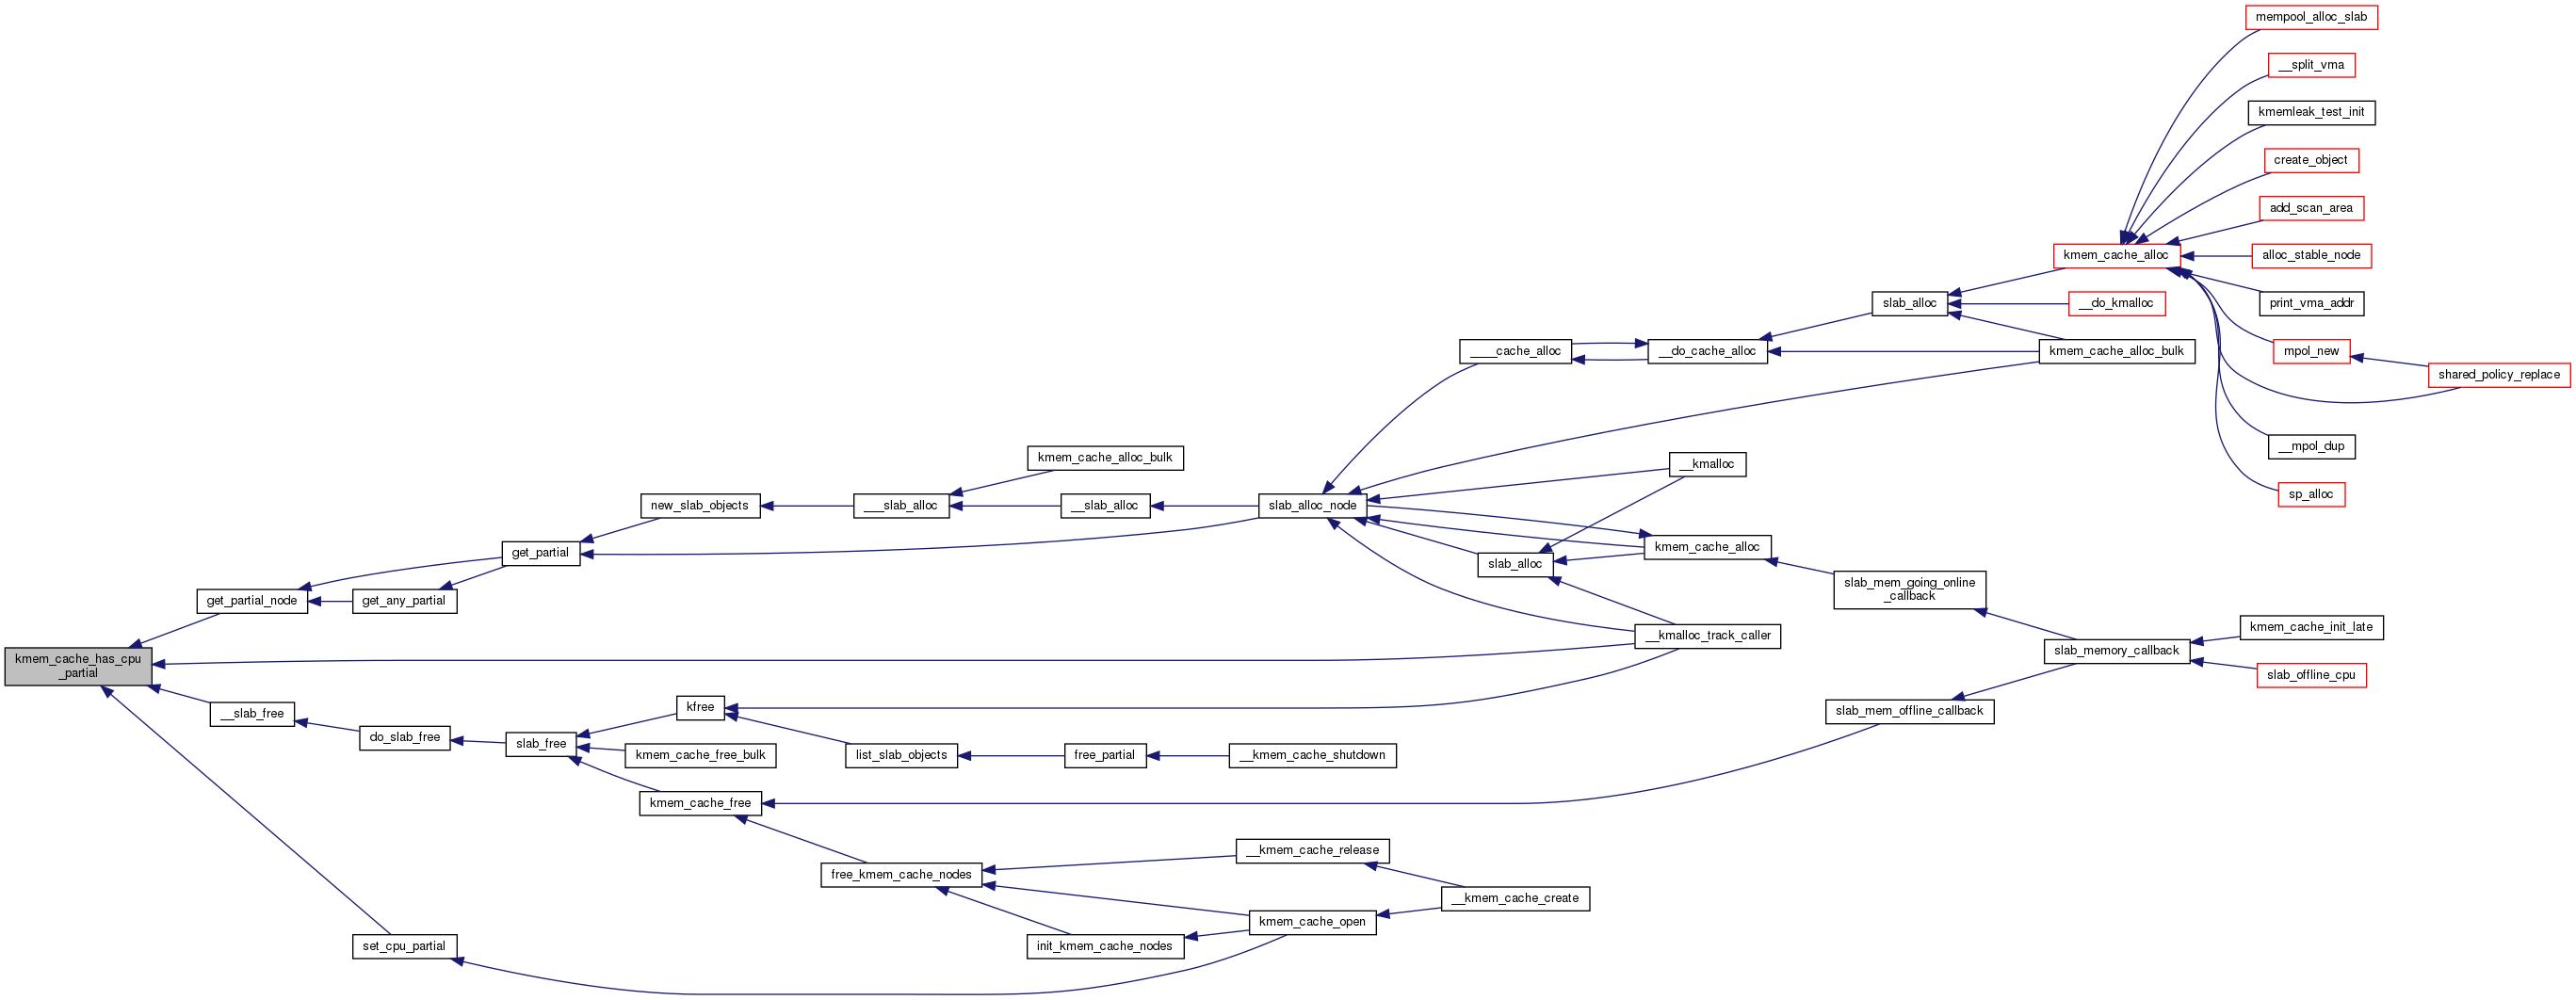 mempool_alloc_slab
__split_vma
kmemleak_test_init
create_object
add_scan_area
kmem_cache_alloc
alloc_stable_node
slab_alloc
__do_kmalloc
print_vma_addr
____cache_alloc
__do_cache_alloc
kmem_cache_alloc_bulk
mpol_new
shared_policy_replace
__mpol_dup
kmem_cache_alloc_bulk
__kmalloc
sp_alloc
new_slab_objects
___slab_alloc
__slab_alloc
slab_alloc_node
get_partial
slab_alloc
kmem_cache_alloc
get_partial_node
get_any_partial
slab_mem_going_online
_callback
__kmalloc_track_caller
kmem_cache_init_late
kmem_cache_has_cpu
_partial
slab_memory_callback
slab_offline_cpu
__slab_free
kfree
slab_mem_offline_callback
do_slab_free
slab_free
kmem_cache_free_bulk
list_slab_objects
free_partial
__kmem_cache_shutdown
kmem_cache_free
free_kmem_cache_nodes
__kmem_cache_release
__kmem_cache_create
kmem_cache_open
set_cpu_partial
init_kmem_cache_nodes